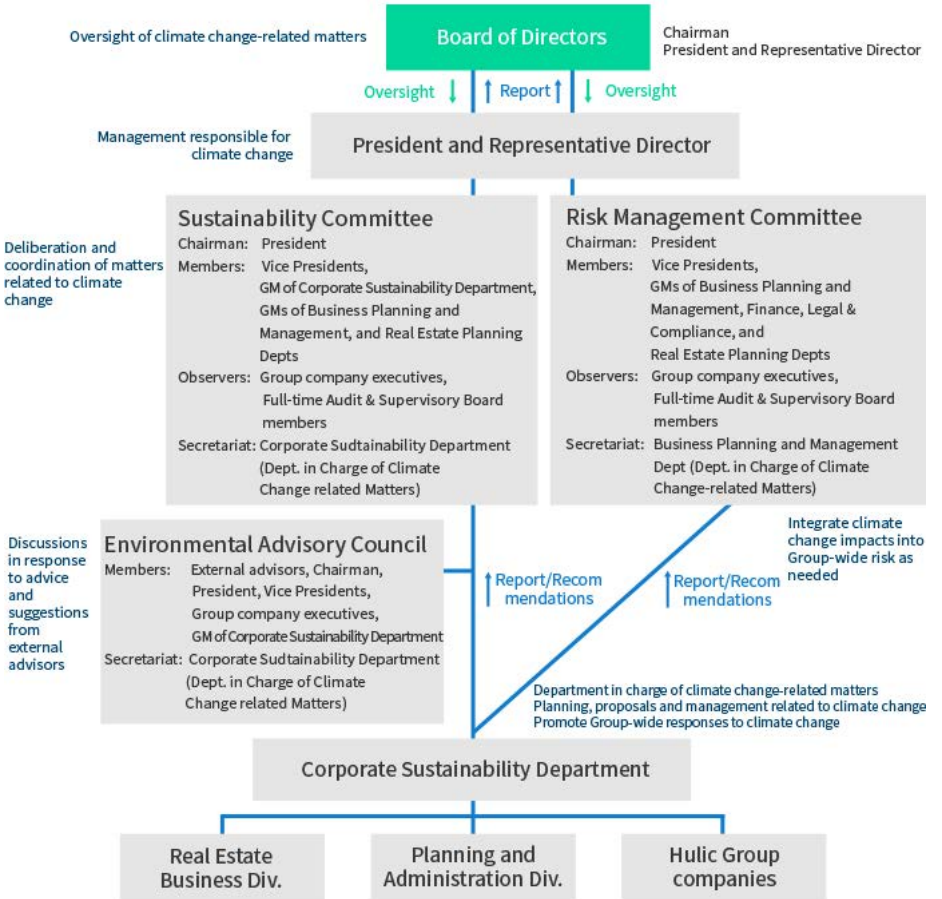 Oversight of climate change-related matters
Board of Directors
Chairman
President and Representative Director
Oversight
Report
Oversight
Management responsible for
climate change
President and Representative Director
Deliberation and
coordination of matters
related to climate
change
Sustainability Committee
Chairman: President
Members: Vice Presidents,
GM of Corporate Sustainability Department,
GMs of Business Planning and
Management, and Real Estate Planning
Depts
Observers: Group company executives,
Full-time Audit & Supervisory Board
members
Secretariat: Corporate Sudtainability Department
(Dept. in Charge of Climate
Change related Matters)
Risk Management Committee
Chairman: President
Members: Vice Presidents,
GMs of Business Planning and
Management, Finance, Legal &
Compliance, and
Real Estate Planning Depts
Observers: Group company executives,
Full-time Audit & Supervisory Board
members
Secretariat: Business Planning and Management
Dept (Dept. in Charge of Climate
Change-related Matters)
Discussions
in response
to advice
and
suggestions
from
external
advisors
Environmental Advisory Council
Members: External advisors, Chairman,
President, Vice Presidents,
Group company executives,
GM of Corporate Sustainability Department
Secretariat: Corporate Sudtainability Department
(Dept. in Charge of Climate
Change related Matters)
Report/Recom
mendations
Report/Recom
mendations
Integrate climate
change impacts into
Group-wide risk as
needed
Department in charge of climate change-related matters
Planning, proposals and management related to climate change
Promote Group-wide responses to climate change
Corporate Sustainability Department
Real Estate
Business Div.
Planning and
Administration Div.
Hulic Group
companies